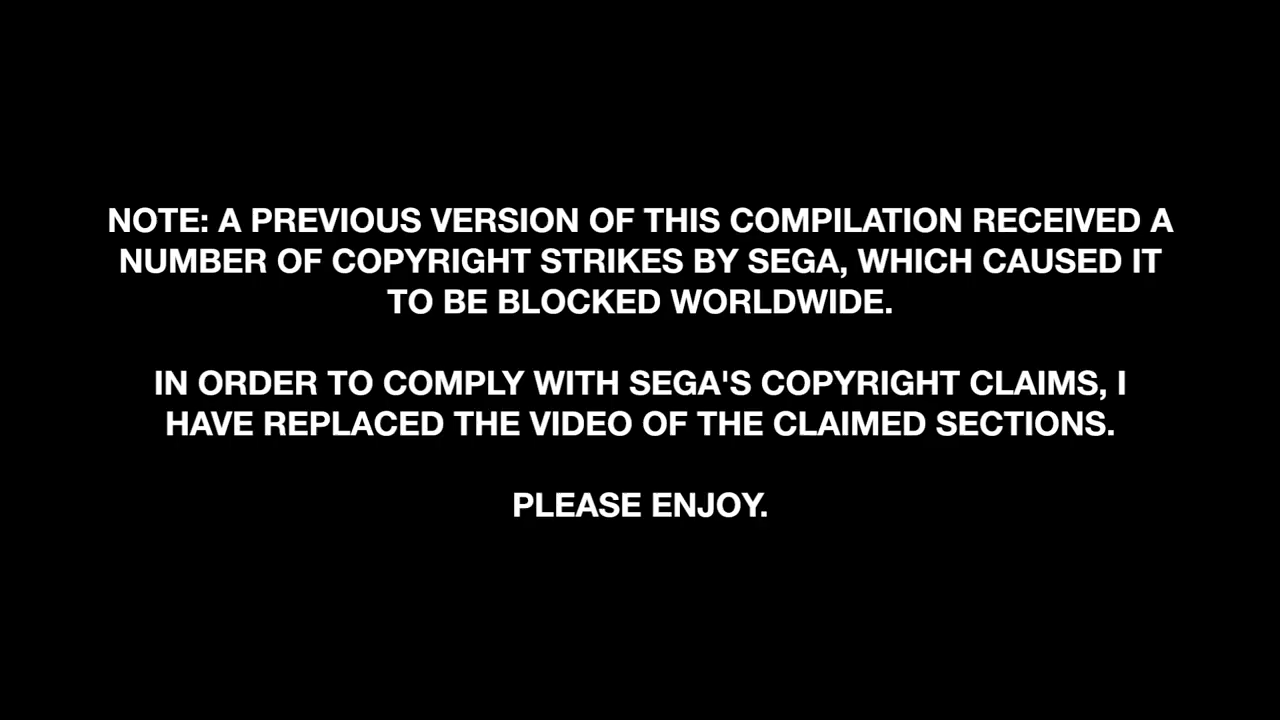 NOTE: A PREVIOUS VERSION OF THIS COMPILATION RECEIVED A
NUMBER OF COPYRIGHT STRIKES BY SEGA, WHICH CAUSED IT
TO BE BLOCKED WORLDWIDE.
IN ORDER TO COMPLY WITH SEGA'S COPYRIGHT CLAIMS, I
HAVE REPLACED THE VIDEO OF THE CLAIMED SECTIONS.
PLEASE ENJOY.